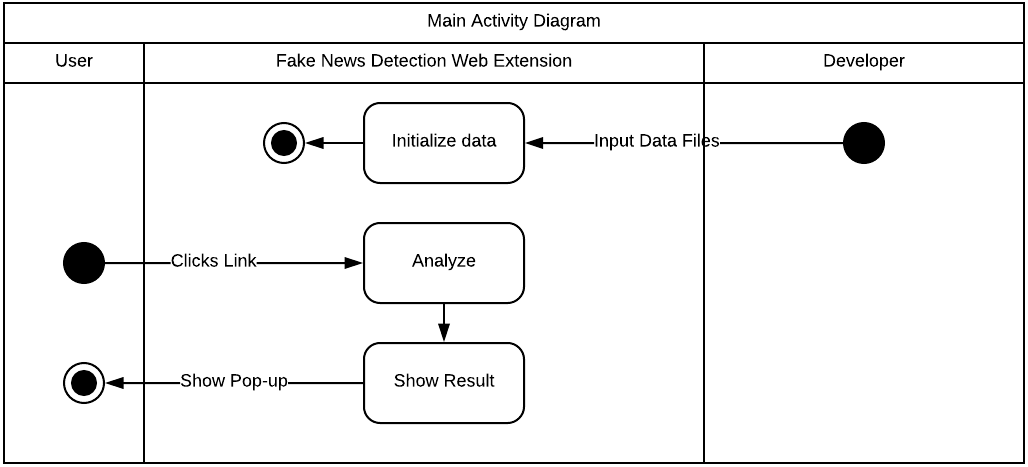 Main Activity Diagram
User
Fake News Detection Web Extension
Developer
Initialize data
Input Data Files
Clicks Link
Analyze
Show Pop-up
Show Result